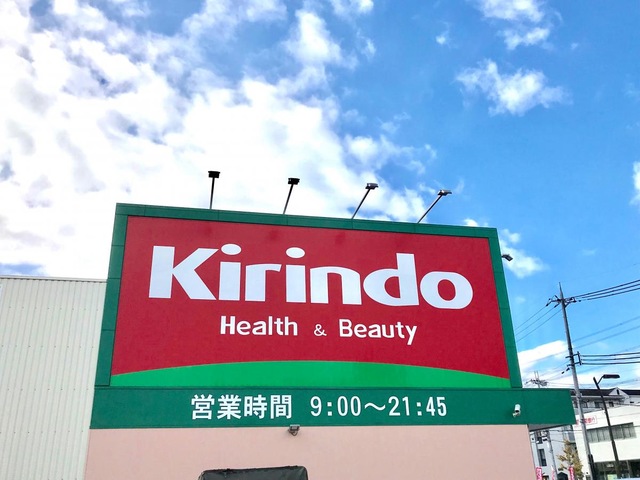 Kirindo
Health & Beauty
営業時間 9:00～21:45